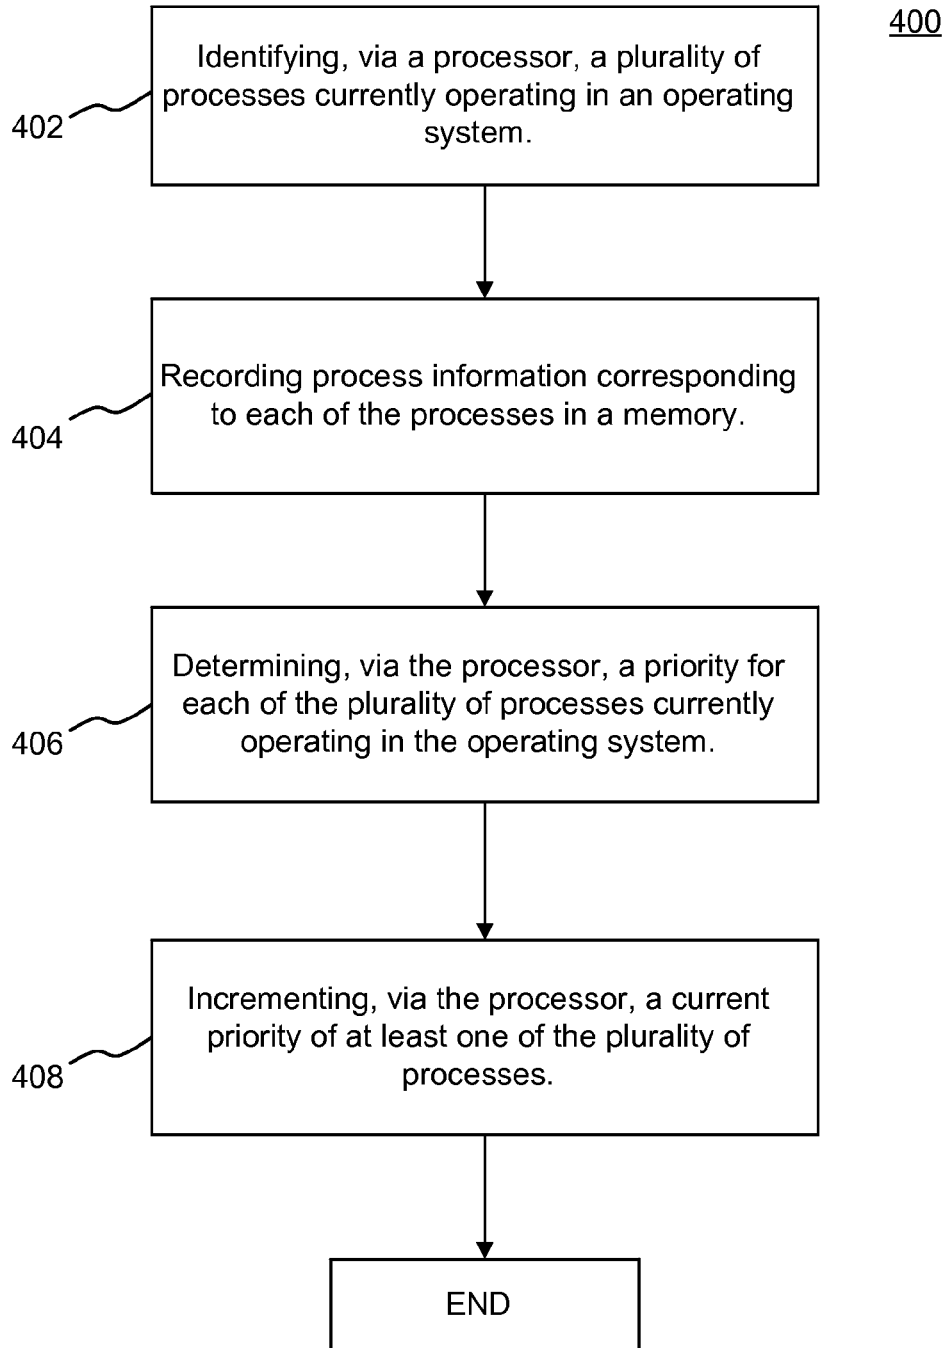 400
Identifying, via a processor, a plurality of
processes currently operating in an operating
system.
402
Recording process information corresponding
to each of the processes in a memory.
404
Determining, via the processor, a priority for
each of the plurality of processes currently
operating in the operating system.
406
Incrementing, via the processor, a current
priority of at least one of the plurality of
processes.
408
END